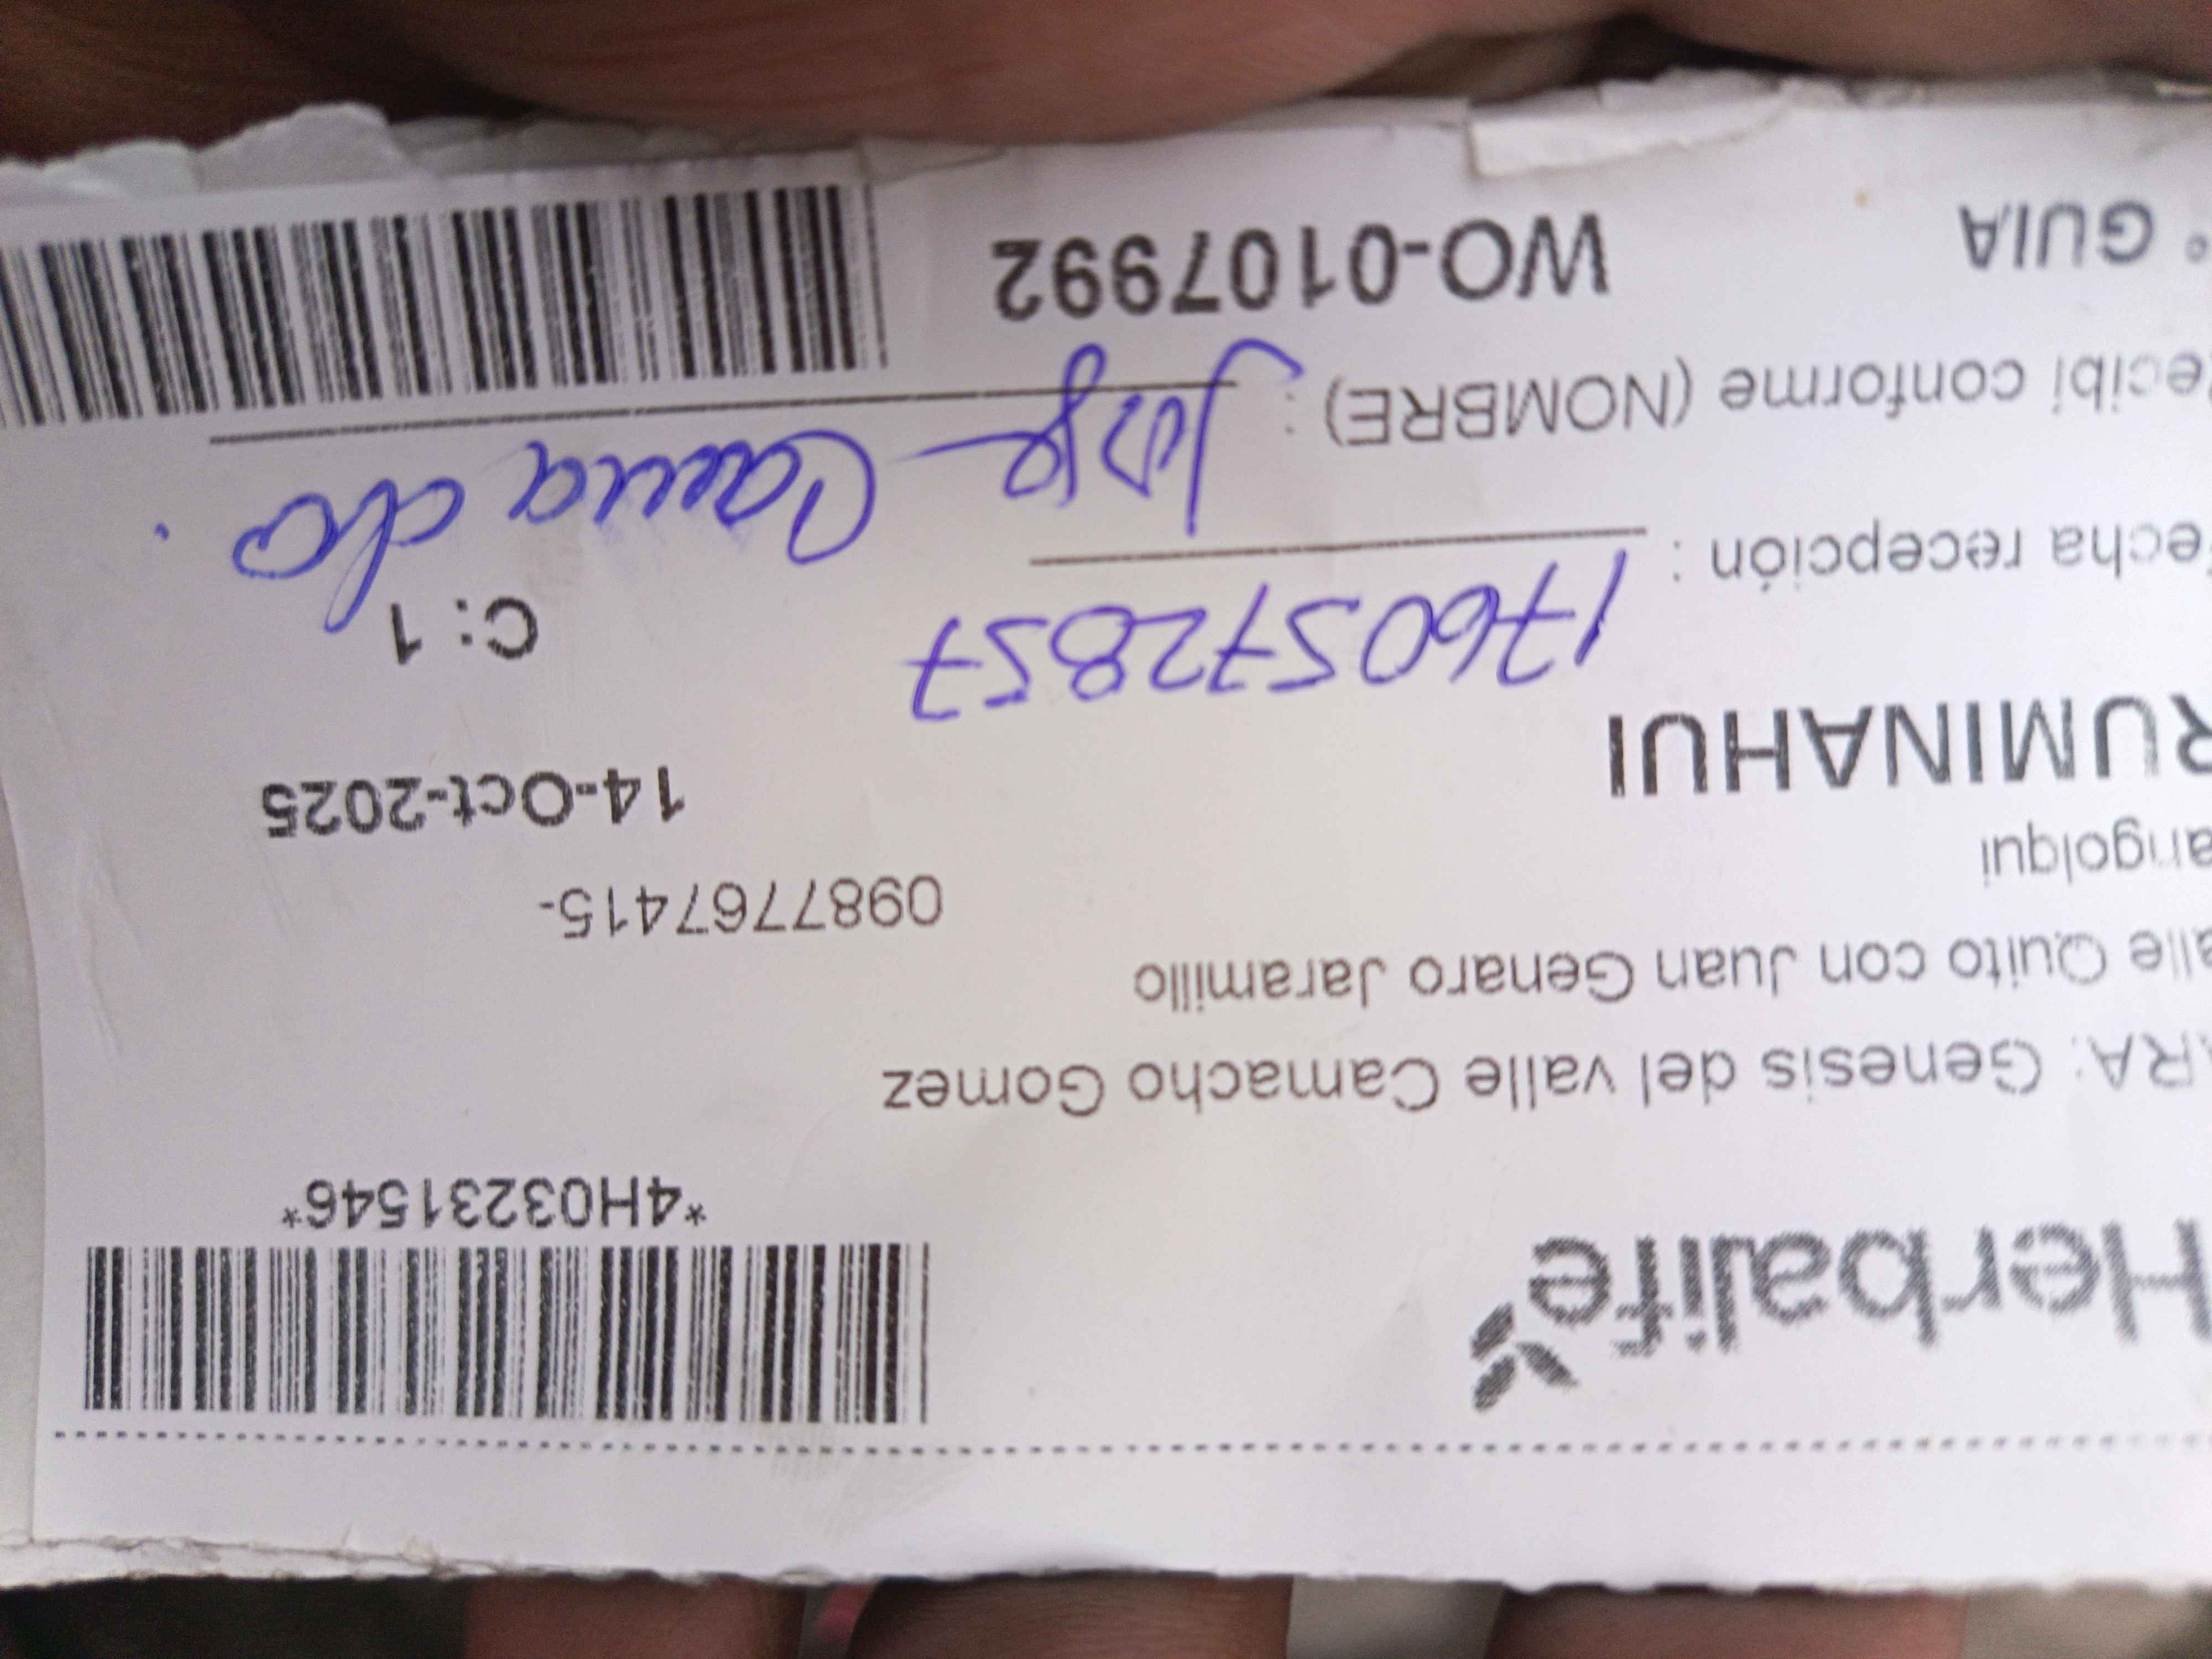 Herbalife
*4H03231546*
RA: Genesis del valle Camacho Gomez
alle Quito con Juan Genaro Jaramillo
0987767415-
angolqui
14-Oct-2025
RUMINAHUI
1760572857
C: 1
echa recepción :
ecibi conforme (NOMBRE) : Jose
° GUIA WO-0107992